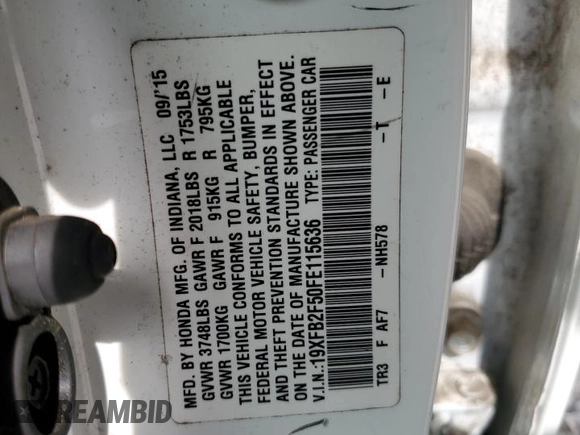 MFD. BY HONDA MFG. OF INDIANA, LLC 09/'15
GVWR 3748LBS GAWR F 2018LBS R 1753LBS
GVWR 1700KG GAWR F 915KG R 795KG
THIS VEHICLE CONFORMS TO ALL APPLICABLE
FEDERAL MOTOR VEHICLE SAFETY, BUMPER,
AND THEFT PREVENTION STANDARDS IN EFFECT
ON THE DATE OF MANUFACTURE SHOWN ABOVE.
V.I.N.: 19XFB2F50FE115636 TYPE: PASSENGER CAR
TR3 F AF7 - NH578 - T - E
REAMBID